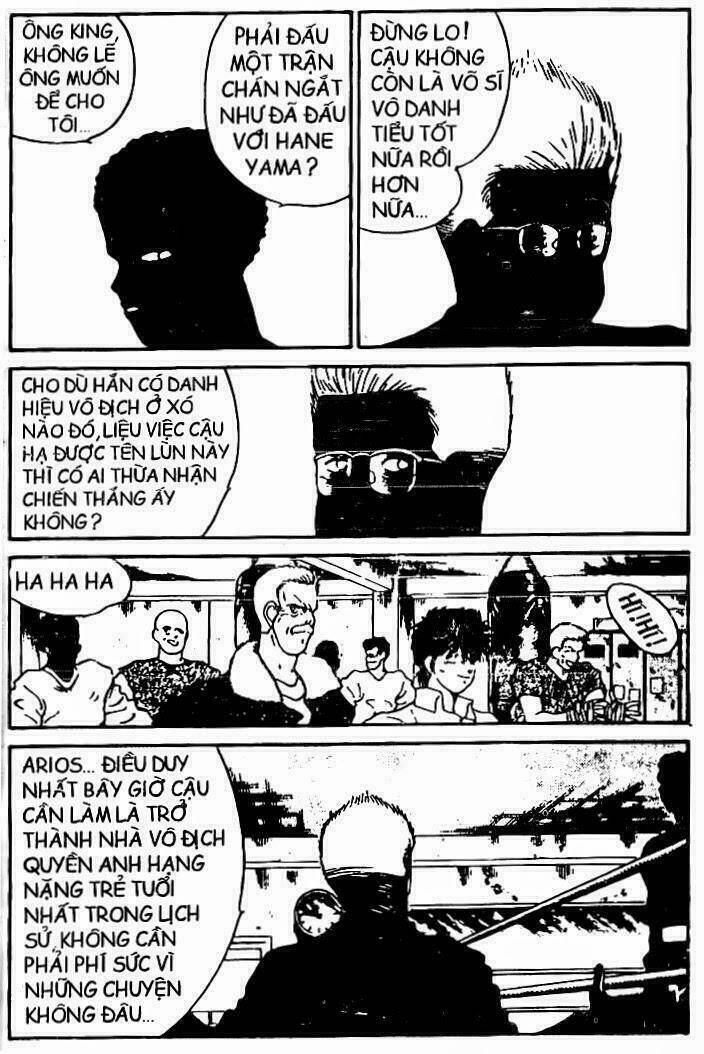 ÔNG KING,
KHÔNG LẼ
ÔNG MUỐN
ĐỂ CHO
TÔI...
PHẢI ĐẤU
MỘT TRẬN
CHÁN NGẮT
NHƯ ĐÃ ĐẤU
VỚI HANE
YAMA?
ĐỪNG LO!
CẬU KHÔNG
CÒN LÀ VÕ SĨ
VÔ DANH
TIỂU TỐT
NỮA RỒI
HƠN
NỮA...
CHO DÙ HẮN CÓ DANH
HIỆU VÔ ĐỊCH Ở XÓ
NÀO ĐÓ, LIỆU VIỆC CẬU
HẠ ĐƯỢC TÊN LÙN NÀY
THÌ CÓ AI THỪA NHẬN
CHIẾN THẮNG ẤY
KHÔNG?
HA HA HA
HI! HI!
ARIOS... ĐIỀU DUY
NHẤT BÂY GIỜ CẬU
CẦN LÀM LÀ TRỞ
THÀNH NHÀ VÔ ĐỊCH
QUYỀN ANH HẠNG
NẶNG TRẺ TUỔI
NHẤT TRONG LỊCH
SỬ, KHÔNG CẦN
PHẢI PHÍ SỨC VÌ
NHỮNG CHUYỆN
KHÔNG ĐÂU...